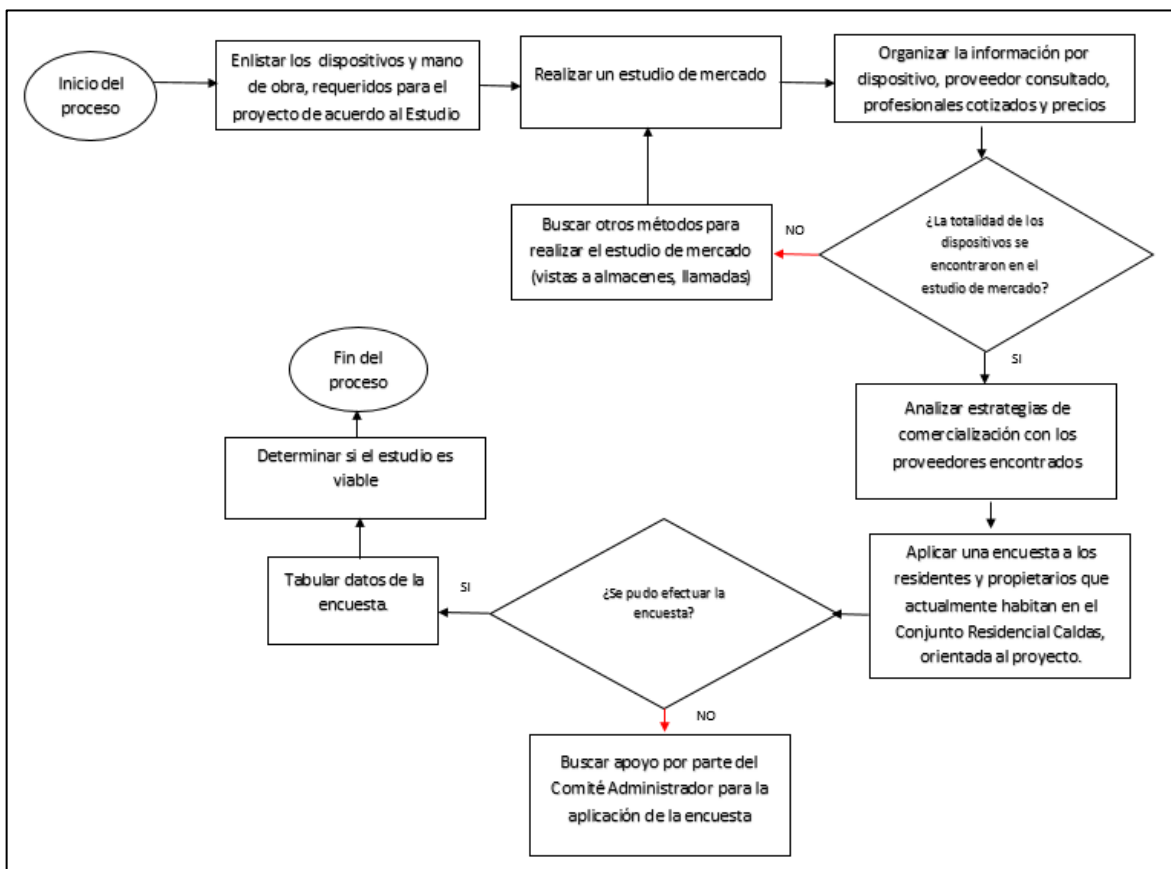 Inicio del
proceso
Enlistar los dispositivos y mano
de obra, requeridos para el
proyecto de acuerdo al Estudio
Realizar un estudio de mercado
Organizar la información por
dispositivo, proveedor consultado,
profesionales cotizados y precios
¿La totalidad de los
dispositivos se
encontraron en el
estudio de mercado?
NO
Buscar otros métodos para
realizar el estudio de mercado
(vistas a almacenes, llamadas)
SI
Analizar estrategias de
comercialización con los
proveedores encontrados
Aplicar una encuesta a los
residentes y propietarios que
actualmente habitan en el
Conjunto Residencial Caldas,
orientada al proyecto.
¿Se pudo efectuar la
encuesta?
NO
Buscar apoyo por parte del
Comité Administrador para la
aplicación de la encuesta
SI
Tabular datos de la
encuesta.
Determinar si el estudio es
viable
Fin del
proceso